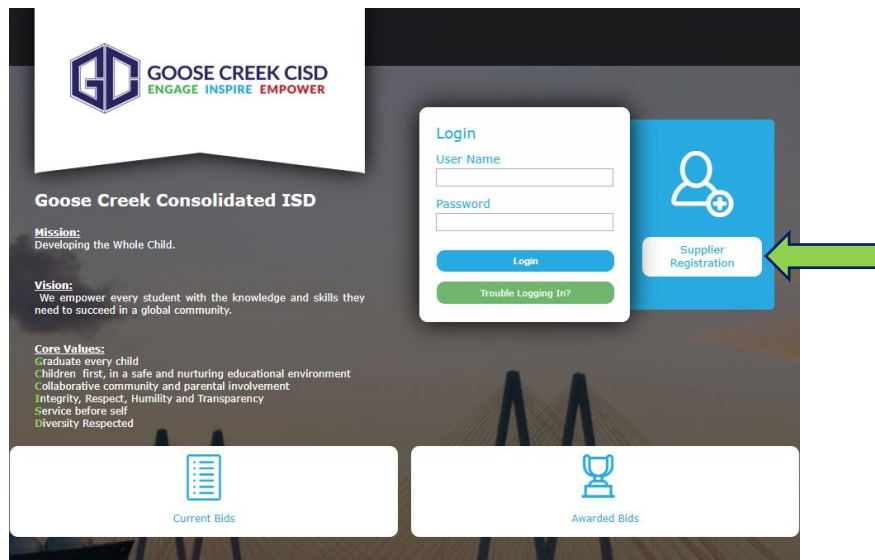 GOOSE CREEK CISD
ENGAGE INSPIRE EMPOWER
Goose Creek Consolidated ISD
Mission:
Developing the Whole Child.
Vision:
We empower every student with the knowledge and skills they
need to succeed in a global community.
Core Values:
Graduate every child
Children first, in a safe and nurturing educational environment
Collaborative community and parental involvement
Integrity, Respect, Humility and Transparency
Service before self
Diversity Respected
Login
User Name
Password
Login
Trouble Logging In?
Supplier
Registration
Current Bids
Awarded Bids